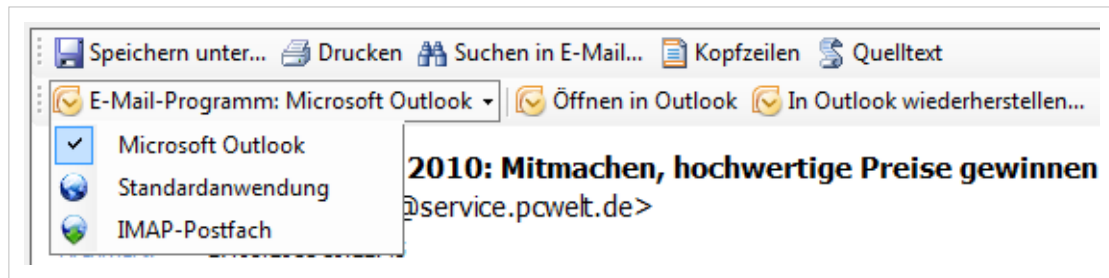 Speichern unter... Drucken Suchen in E-Mail... Kopfzeilen Quelltext
E-Mail-Programm: Microsoft Outlook Öffnen in Outlook In Outlook wiederherstellen...
Microsoft Outlook
2010: Mitmachen, hochwertige Preise gewinnen
Standardanwendung
@service.pcwelt.de>
IMAP-Postfach